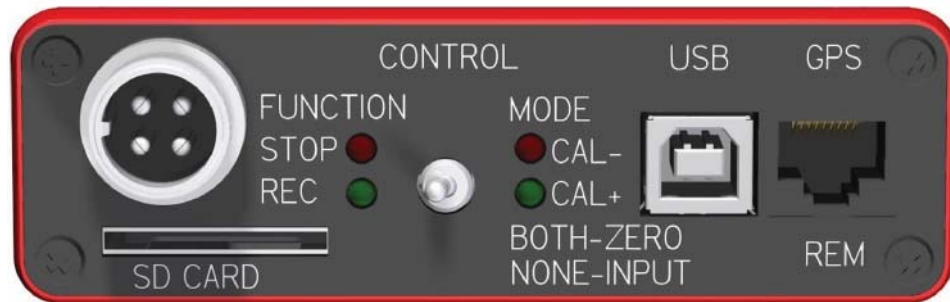 CONTROL
USB
GPS
FUNCTION
STOP
REC
MODE
CAL-
CAL+
BOTH-ZERO
NONE-INPUT
REM
SD CARD